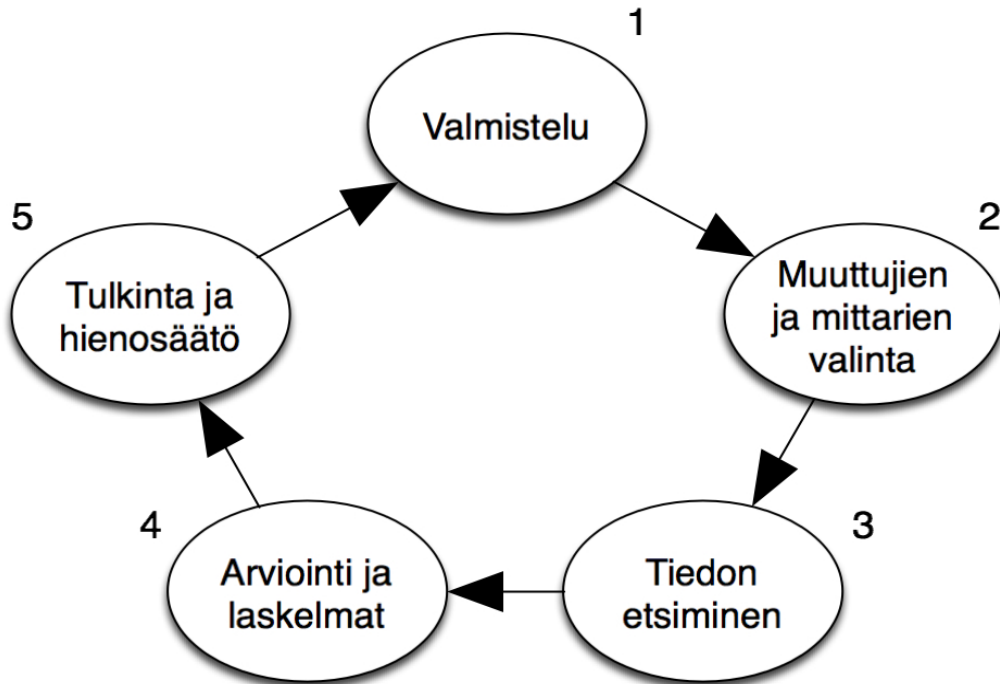 1
Valmistelu
2
Muuttujien
ja mittarien
valinta
3
Tiedon
etsiminen
4
Arviointi ja
laskelmat
5
Tulkinta ja
hienosäätö